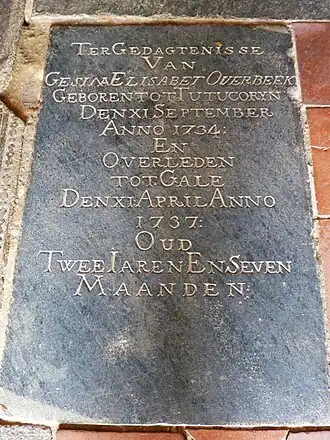 TER GEDAGTENISSE
VAN
GESINA ELISABET OVERBEEK
GEBOREN TOT TUTUCORYN
DEN XI SEPTEMBER
ANNO 1734:
EN
OVERLEDEN
TOT GALE
DEN XI APRIL ANNO
1737:
OUD
TWEE IAREN EN SEVEN
MAANDEN: